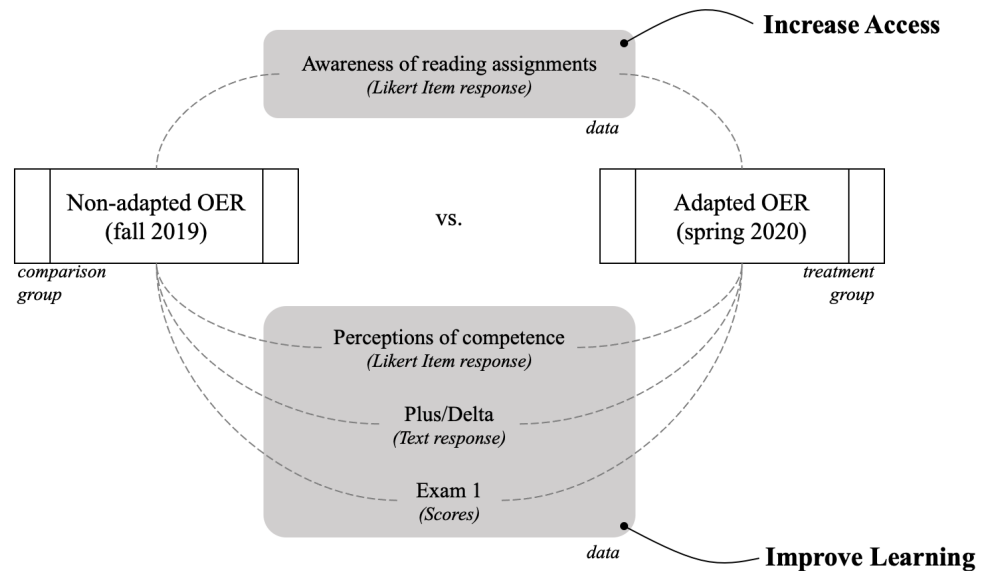 Increase Access
Awareness of reading assignments
(Likert Item response)
data
Non-adapted OER
(fall 2019)
comparison
group
vs.
Adapted OER
(spring 2020)
treatment
group
Perceptions of competence
(Likert Item response)
Plus/Delta
(Text response)
Exam 1
(Scores)
data
Improve Learning